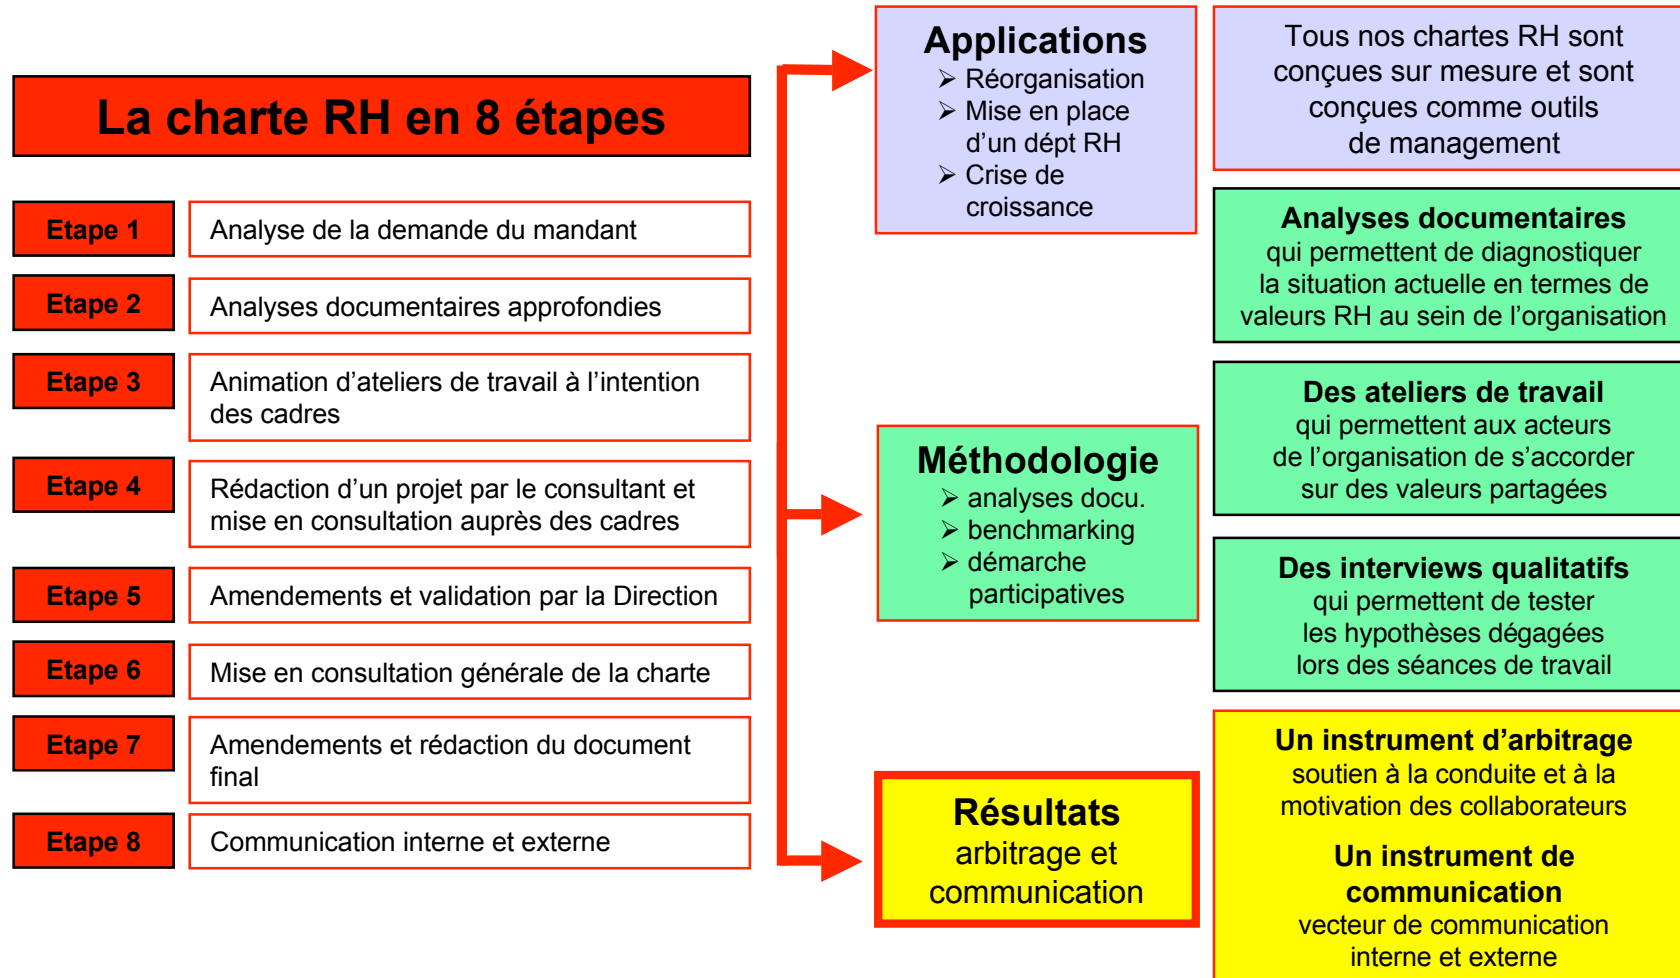 La charte RH en 8 étapes
Etape 1
Analyse de la demande du mandant
Etape 2
Analyses documentaires approfondies
Etape 3
Animation d’ateliers de travail à l’intention
des cadres
Etape 4
Rédaction d’un projet par le consultant et
mise en consultation auprès des cadres
Etape 5
Amendements et validation par la Direction
Etape 6
Mise en consultation générale de la charte
Etape 7
Amendements et rédaction du document
final
Etape 8
Communication interne et externe
Applications
➢ Réorganisation
➢ Mise en place
d’un dépt RH
➢ Crise de
croissance
Méthodologie
➢ analyses docu.
➢ benchmarking
➢ démarche
participatives
Résultats
arbitrage et
communication
Tous nos chartes RH sont
conçues sur mesure et sont
conçues comme outils
de management
Analyses documentaires
qui permettent de diagnostiquer
la situation actuelle en termes de
valeurs RH au sein de l’organisation
Des ateliers de travail
qui permettent aux acteurs
de l’organisation de s’accorder
sur des valeurs partagées
Des interviews qualitatifs
qui permettent de tester
les hypothèses dégagées
lors des séances de travail
Un instrument d’arbitrage
soutien à la conduite et à la
motivation des collaborateurs
Un instrument de
communication
vecteur de communication
interne et externe